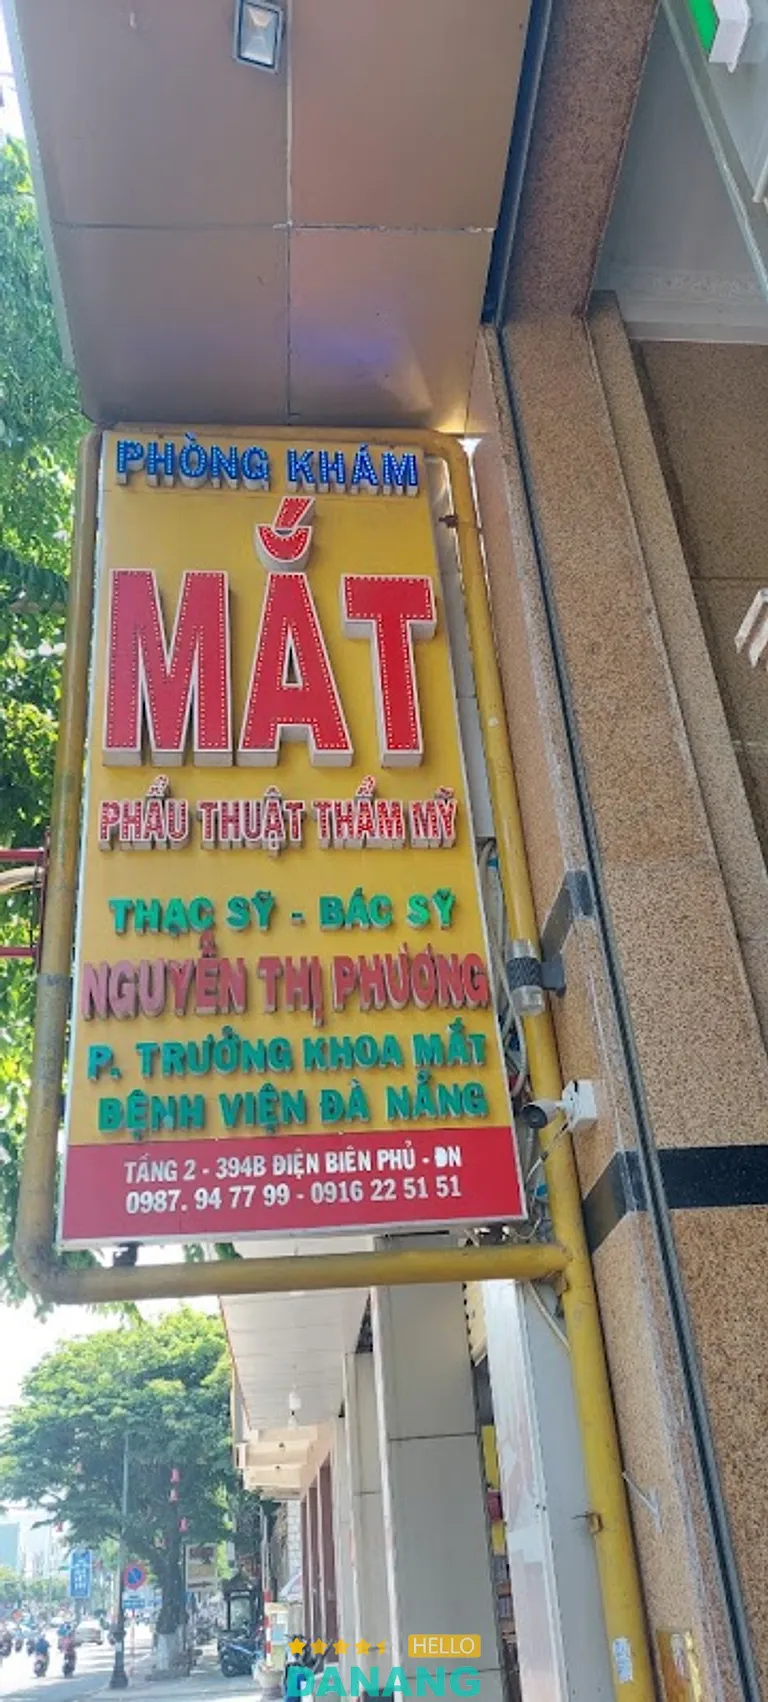 PHÒNG KHÁM
MẮT
PHẪU THUẬT THẨM MỸ
THẠC SỸ - BÁC SỸ
NGUYỄN THỊ PHƯƠNG
P. TRƯỞNG KHOA MẮT
BỆNH VIỆN ĐÀ NẴNG
TẦNG 2 - 394B ĐIỆN BIÊN PHỦ - ĐN
0987. 94 77 99 - 0916 22 51 51
HELLO
DANANG